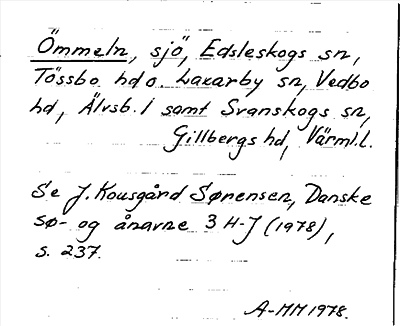 Ömmeln, sjö, Edsleskogs sn,
Tössbo hd o. Laxarby sn, Vedbo
hd, Älvsb. l samt Svanskogs sn,
Gillbergs hd, Värml.l.
Se J. Kousgård Sørensen, Danske
sø- og ånavne 3 H-J (1978),
s. 237.
A-MM 1978.